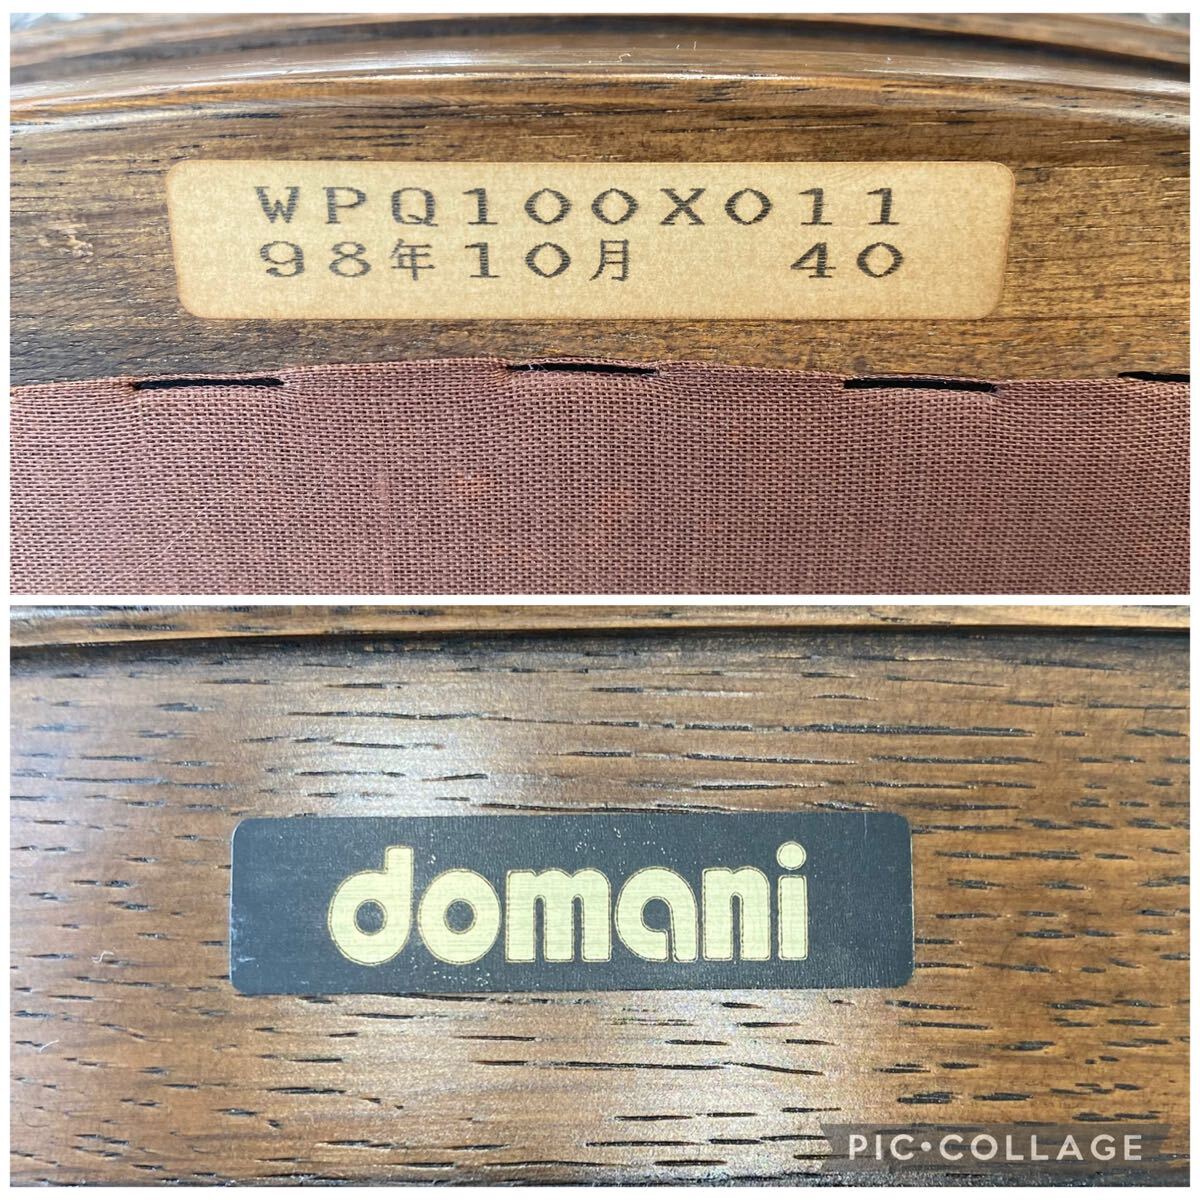 WPQ100X011
98年10月 40
domani
PIC•COLLAGE